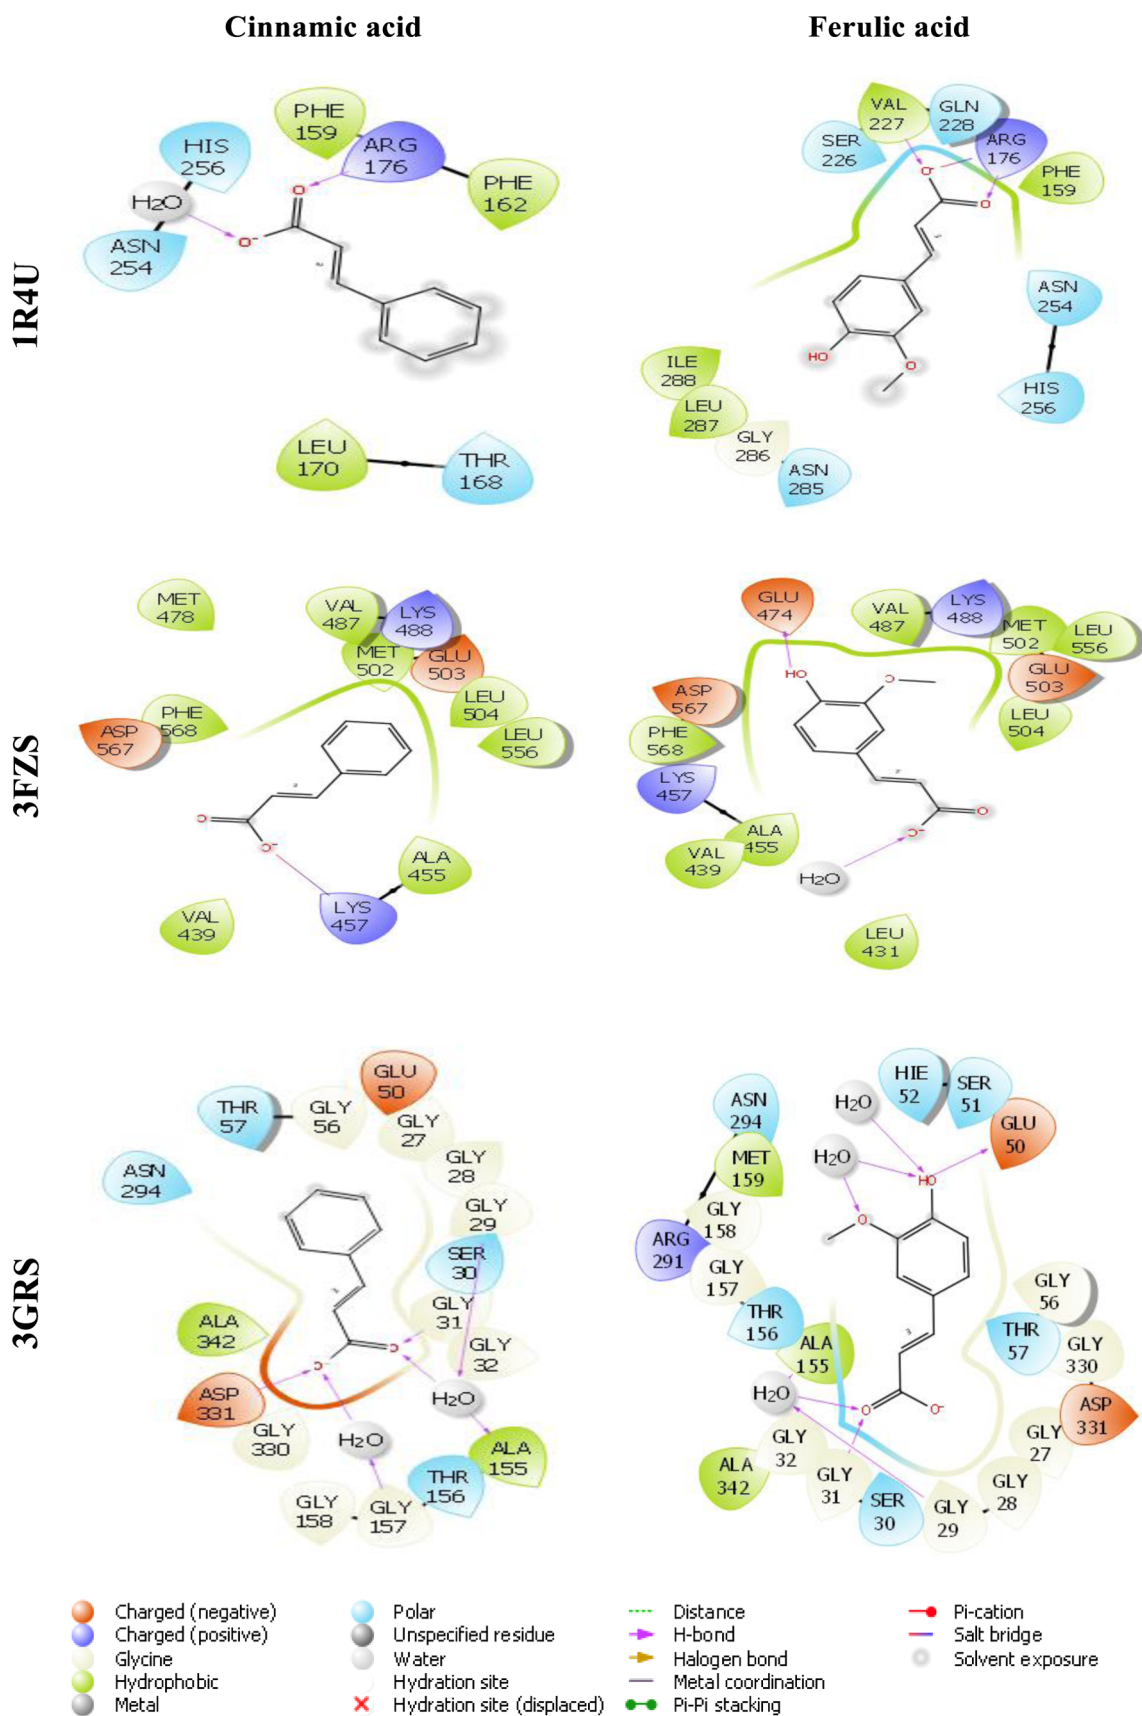 Cinnamic acid
Ferulic acid
1R4U
PHE
159
HIS
256
ARG
176
PHE
162
H₂O
O
O⁻
ASN
254
LEU
170
THR
168
VAL
227
GLN
228
SER
226
ARG
176
PHE
159
O⁻
O
ASN
254
HO
O
ILE
288
HIS
256
LEU
287
GLY
286
ASN
285
3FZS
MET
478
VAL
487
LYS
488
MET
502
GLU
503
PHE
568
LEU
504
ASP
567
LEU
556
O
O⁻
ALA
455
LYS
457
VAL
439
GLU
474
VAL
487
LYS
488
MET
502
LEU
556
GLU
503
HO
O
ASP
567
LEU
504
PHE
568
LYS
457
O
O⁻
ALA
455
VAL
439
H₂O
LEU
431
3GRS
GLU
50
THR
57
GLY
56
GLY
27
GLY
28
ASN
294
GLY
29
SER
30
GLY
31
ALA
342
GLY
32
O⁻
O
ASP
331
H₂O
GLY
330
H₂O
ALA
155
THR
156
GLY
158
GLY
157
HIE
52
SER
51
H₂O
ASN
294
GLU
50
MET
159
H₂O
HO
GLY
158
O
ARG
291
GLY
157
GLY
56
THR
156
THR
57
ALA
155
GLY
330
H₂O
O
O⁻
ASP
331
GLY
32
GLY
27
ALA
342
GLY
31
SER
30
GLY
28
GLY
29
Charged (negative)
Polar
Distance
Pi-cation
Charged (positive)
Unspecified residue
H-bond
Salt bridge
Glycine
Water
Halogen bond
Solvent exposure
Hydrophobic
Hydration site
Metal coordination
Metal
Hydration site (displaced)
Pi-Pi stacking